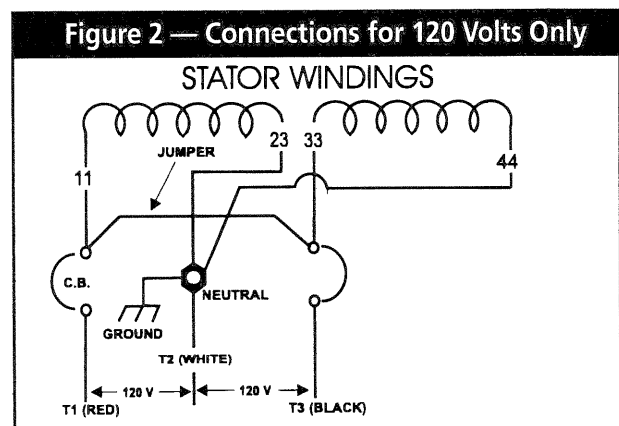 Figure 2 — Connections for 120 Volts Only
STATOR WINDINGS
23 33
JUMPER
44
11
C.B.
NEUTRAL
GROUND
T2 (WHITE)
120 V 120 V
T1 (RED)
T3 (BLACK)